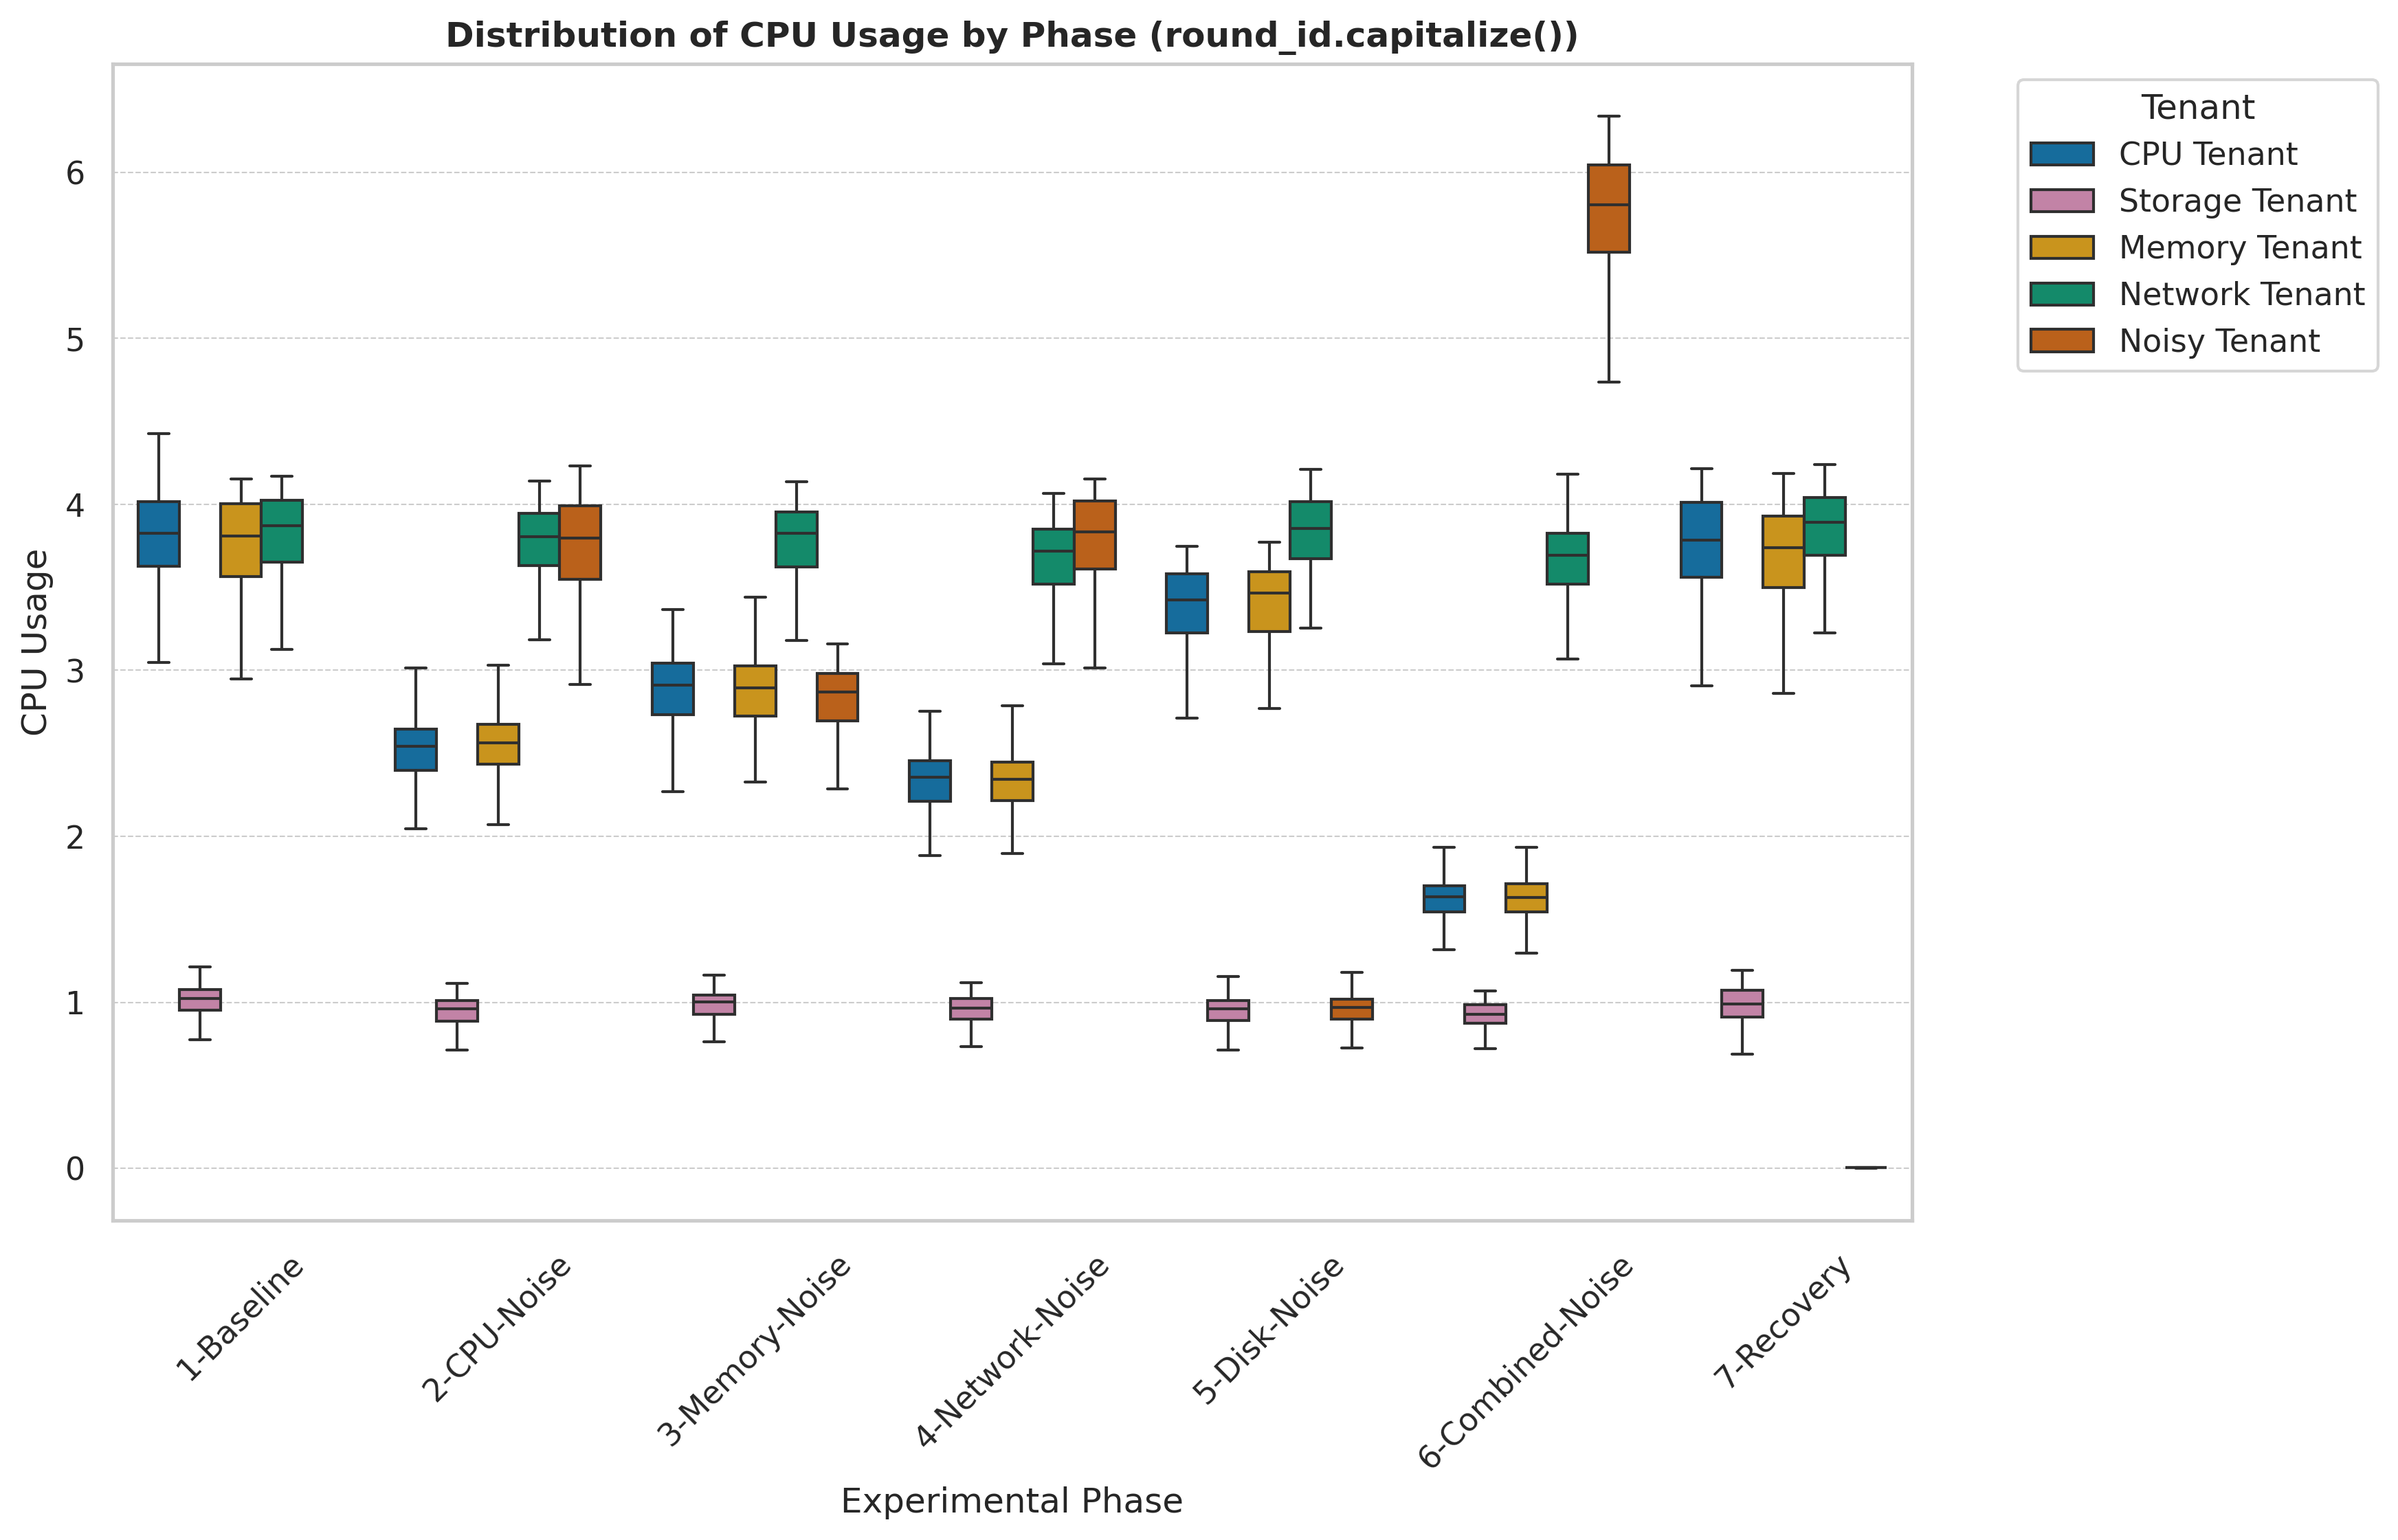 Distribution of CPU Usage by Phase (round_id.capitalize())
Tenant
CPU Tenant
Storage Tenant
Memory Tenant
Network Tenant
Noisy Tenant
CPU Usage
6
5
4
3
2
1
0
1-Baseline
2-CPU-Noise
3-Memory-Noise
4-Network-Noise
5-Disk-Noise
6-Combined-Noise
7-Recovery
Experimental Phase